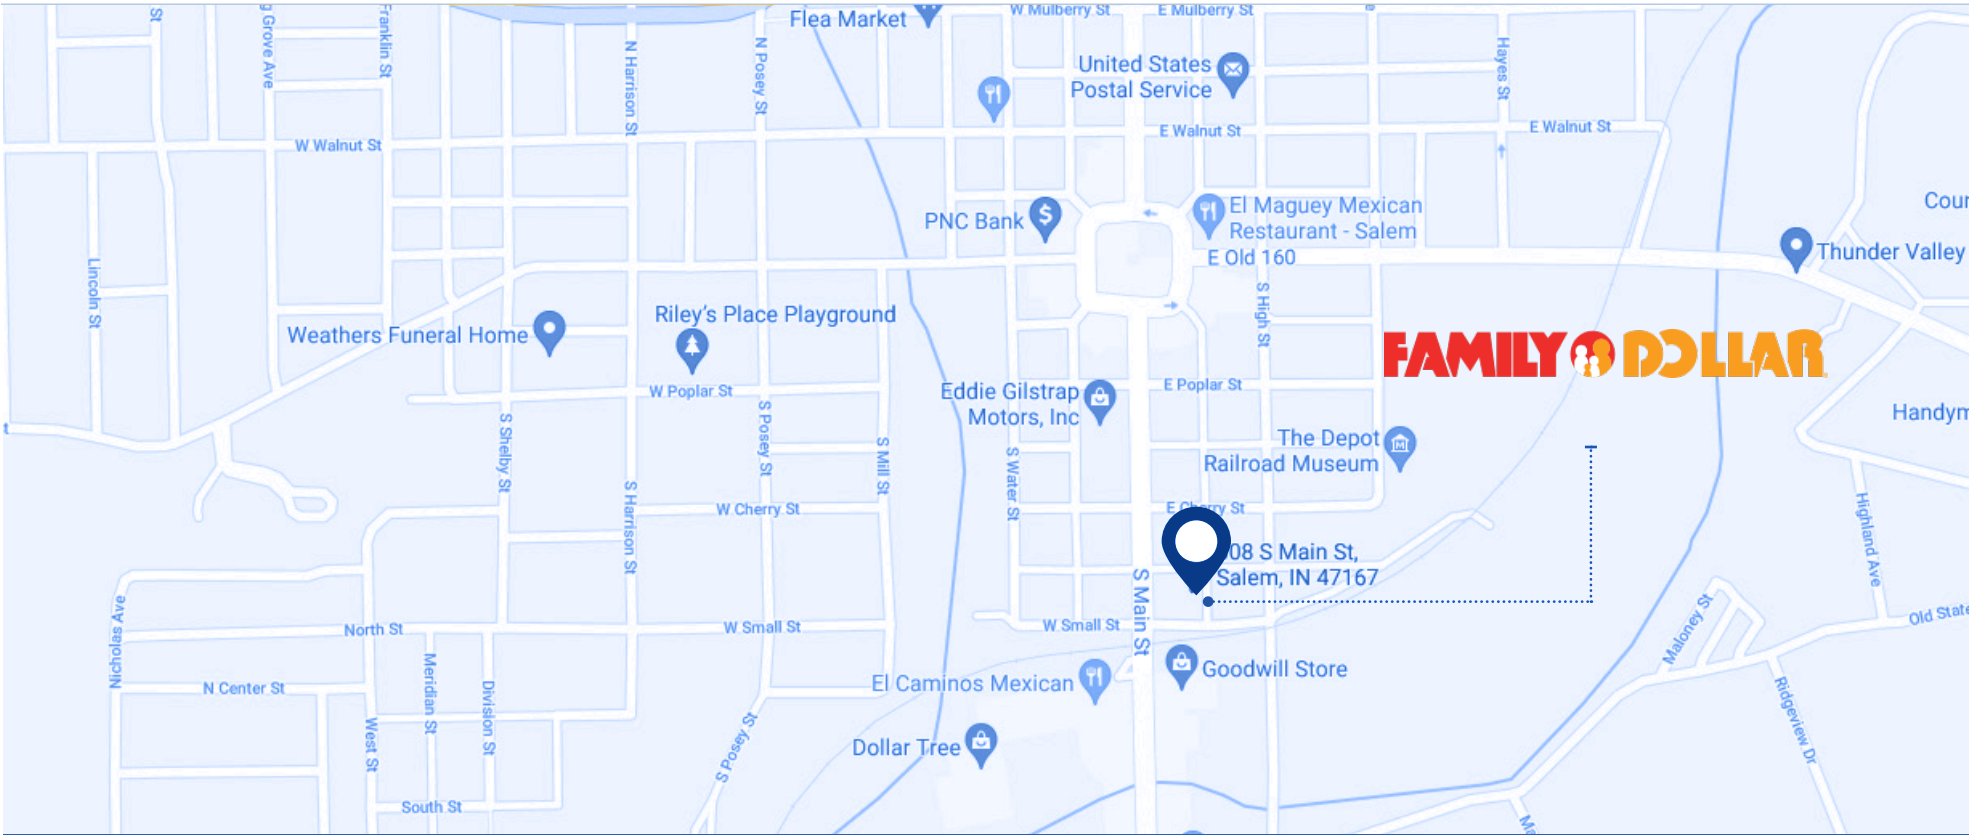 St
g Grove Ave
Franklin St
Flea Market
W Mulberry St
E Mulberry St
N Harrison St
N Posey St
United States
Postal Service
Hayes St
W Walnut St
E Walnut St
E Walnut St
PNC Bank
El Maguey Mexican
Restaurant - Salem
E Old 160
Cour
Thunder Valley
Lincoln St
Weathers Funeral Home
Riley's Place Playground
S High St
FAMILY DOLLAR
W Poplar St
Eddie Gilstrap
Motors, Inc
E Poplar St
Handym
S Shelby St
S Posey St
S Mill St
S Water St
The Depot
Railroad Museum
S Harrison St
W Cherry St
E Cherry St
Highland Ave
08 S Main St,
Salem, IN 47167
Nicholas Ave
North St
W Small St
S Main St
W Small St
Maloney St
Old State
Meridian St
N Center St
Division St
El Caminos Mexican
Goodwill Store
West St
S Posey St
Dollar Tree
Ridgeview Dr
South St
Ma